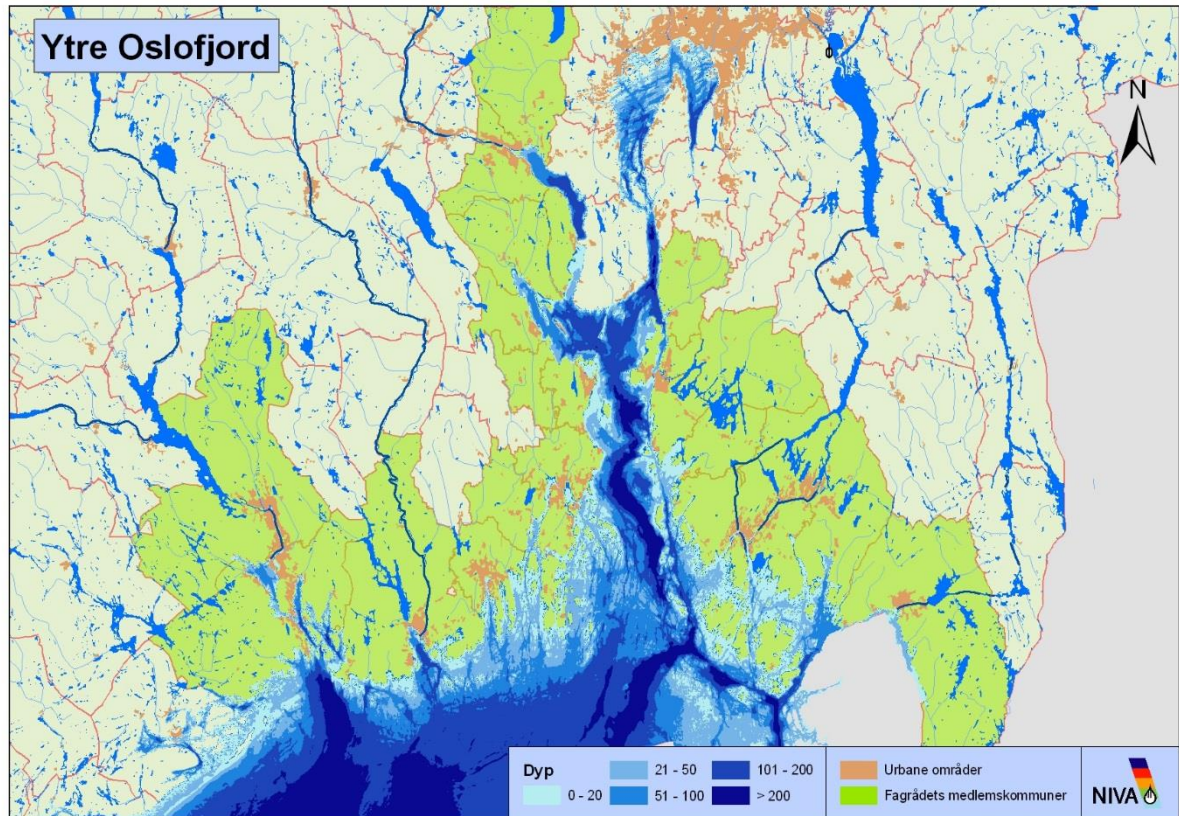 Ytre Oslofjord
N
Dyp
0 - 20
21 - 50
51 - 100
101 - 200
> 200
Urbane områder
Fagrådets medlemskommuner
NIVA